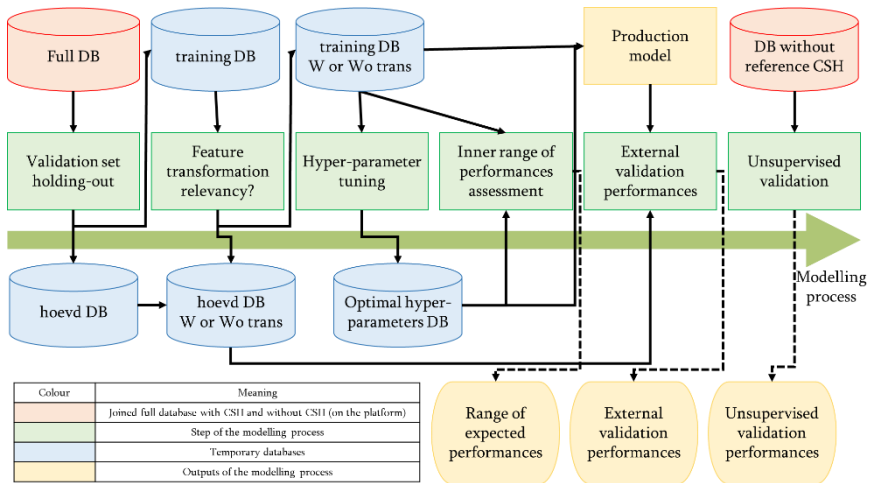 Full DB
training DB
training DB
W or Wo trans
Production
model
DB without
reference CSH
Validation set
holding-out
Feature
transformation
relevancy?
Hyper-parameter
tuning
Inner range of
performances
assessment
External
validation
performances
Unsupervised
validation
Modelling
process
hoevd DB
hoevd DB
W or Wo trans
Optimal hyper-
parameters DB
Colour Meaning
Joined full database with CSH and without CSH (on the platform)
Step of the modelling process
Temporary databases
Outputs of the modelling process
Range of
expected
performances
External
validation
performances
Unsupervised
validation
performances